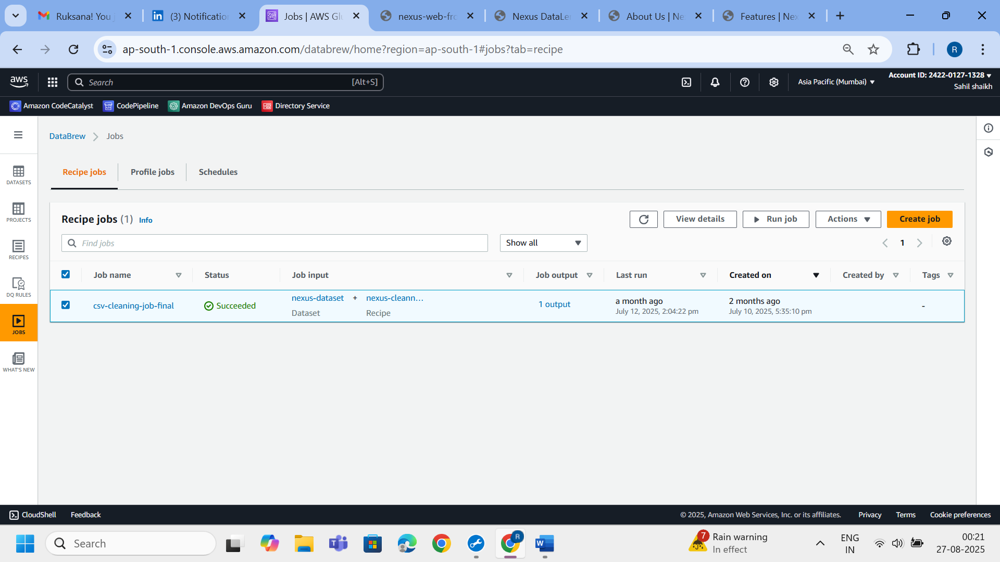 Ruksana! You j
(3) Notification
Jobs | AWS Glu
nexus-web-fro
Nexus DataLen
About Us | Ne
Features | Nex
ap-south-1.console.aws.amazon.com/databrew/home?region=ap-south-1#jobs?tab=recipe
R
aws
Search
[Alt+S]
Asia Pacific (Mumbai)
Account ID: 2422-0127-1328
Sahil shaikh
Amazon CodeCatalyst
CodePipeline
Amazon DevOps Guru
Directory Service
DataBrew
Jobs
DATASETS
PROJECTS
RECIPES
DQ RULES
JOBS
WHAT'S NEW
Recipe jobs
Profile jobs
Schedules
Recipe jobs (1) Info
View details
Run job
Actions
Create job
Find jobs
Show all
1
Job name
Status
Job input
Job output
Last run
Created on
Created by
Tags
csv-cleaning-job-final
Succeeded
nexus-dataset + nexus-cleann...
Dataset
Recipe
1 output
a month ago
July 12, 2025, 2:04:22 pm
2 months ago
July 10, 2025, 5:35:10 pm
-
CloudShell
Feedback
© 2025, Amazon Web Services, Inc. or its affiliates.
Privacy
Terms
Cookie preferences
Search
7
Rain warning
In effect
ENG
IN
00:21
27-08-2025